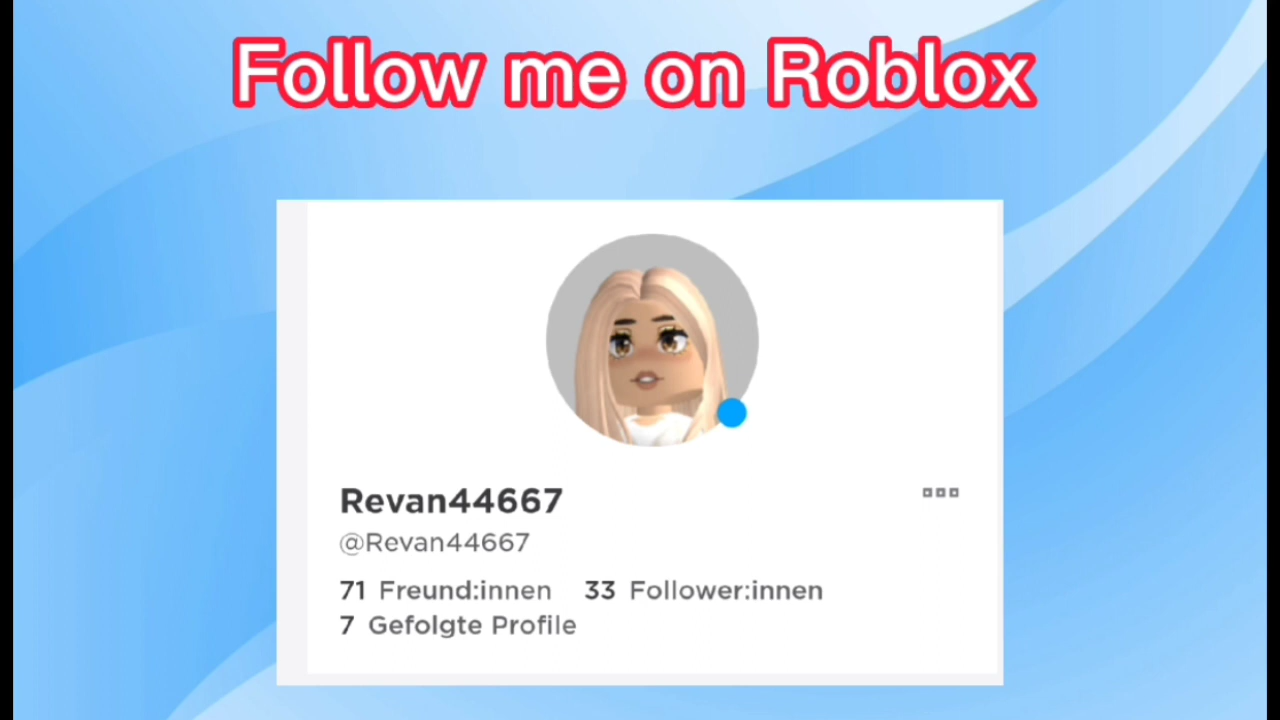 Follow me on Roblox
Revan44667
@Revan44667
71 Freund:innen 33 Follower:innen
7 Gefolgte Profile